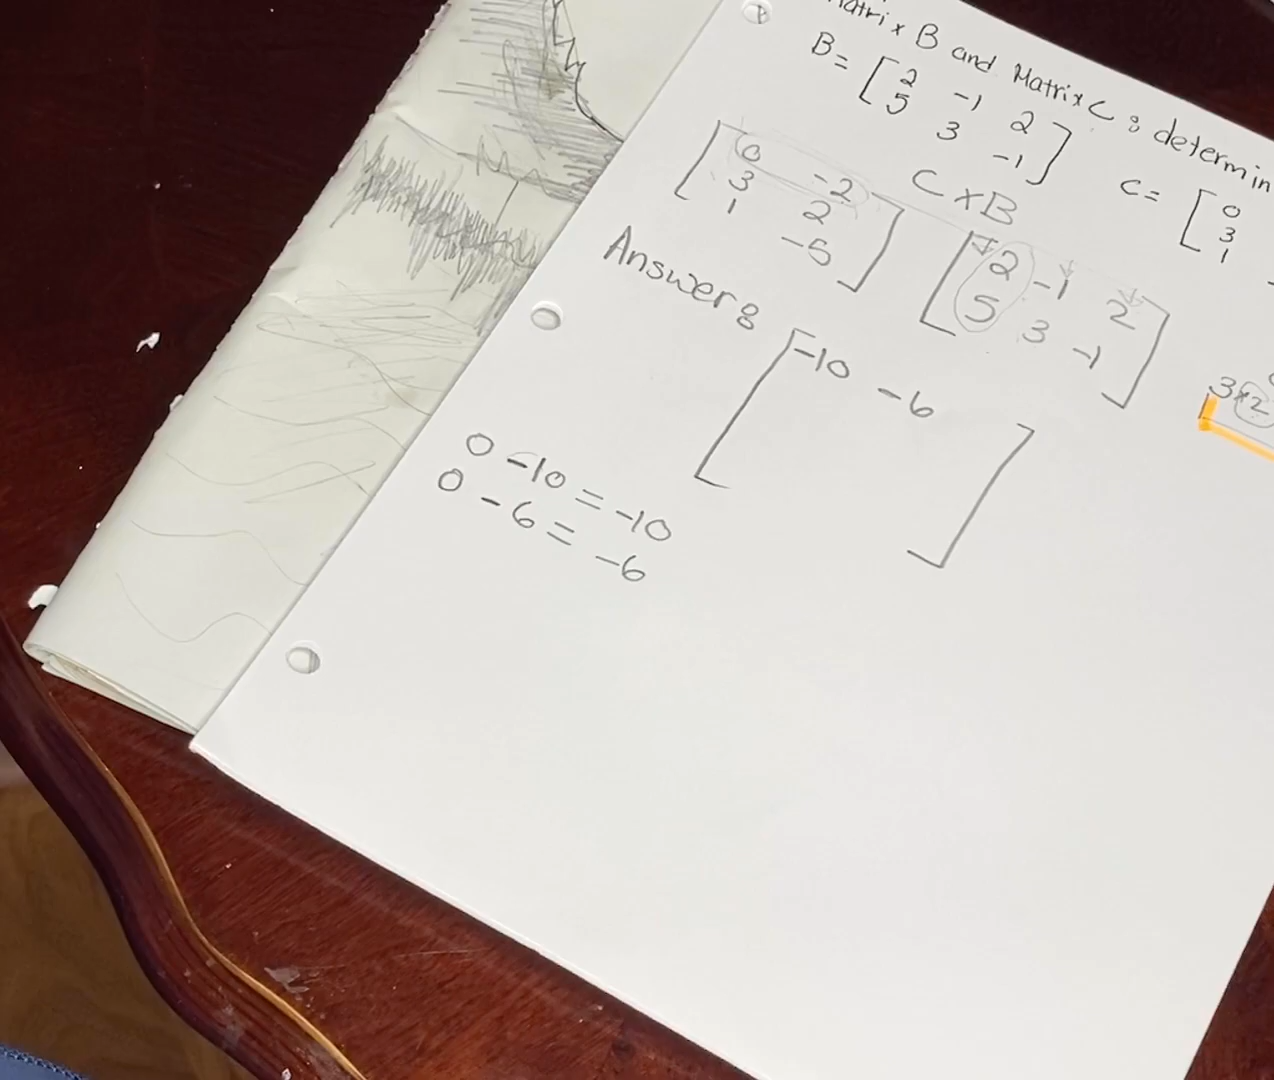 Matrix B and Matrix C : determin
B = [ 2 -1 2
5 3 -1 ]
C = [ 0
3
1
C x B
[ 0 -2
3 2
1 -5 ]
[ 2 -1 2
5 3 -1 ]
3x2
Answer:
[ -10 -6 ]
0 - 10 = -10
0 - 6 = -6